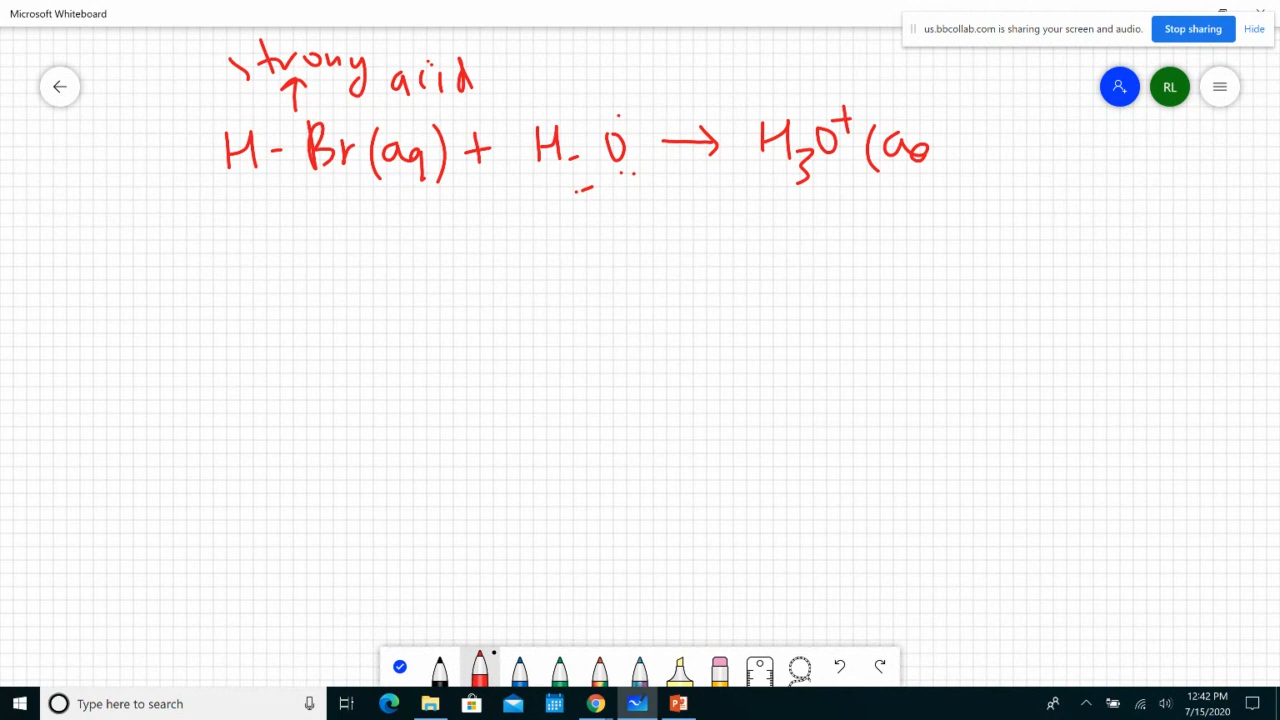 Microsoft Whiteboard
us.bbcollab.com is sharing your screen and audio.
Stop sharing
Hide
RL
strong acid
H - Br (aq) + H - Ö → H₃O⁺ (aq
Type here to search
12:42 PM
7/15/2020